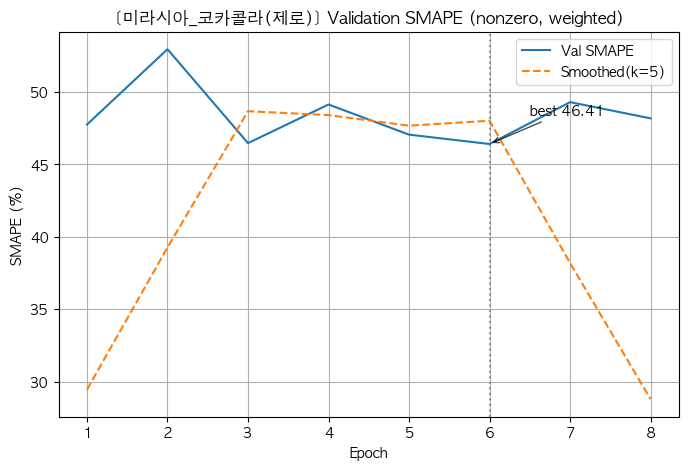 [미라시아_코카콜라(제로)] Validation SMAPE (nonzero, weighted)
Val SMAPE
Smoothed(k=5)
best 46.41
SMAPE (%)
50
45
40
35
30
1 2 3 4 5 6 7 8
Epoch